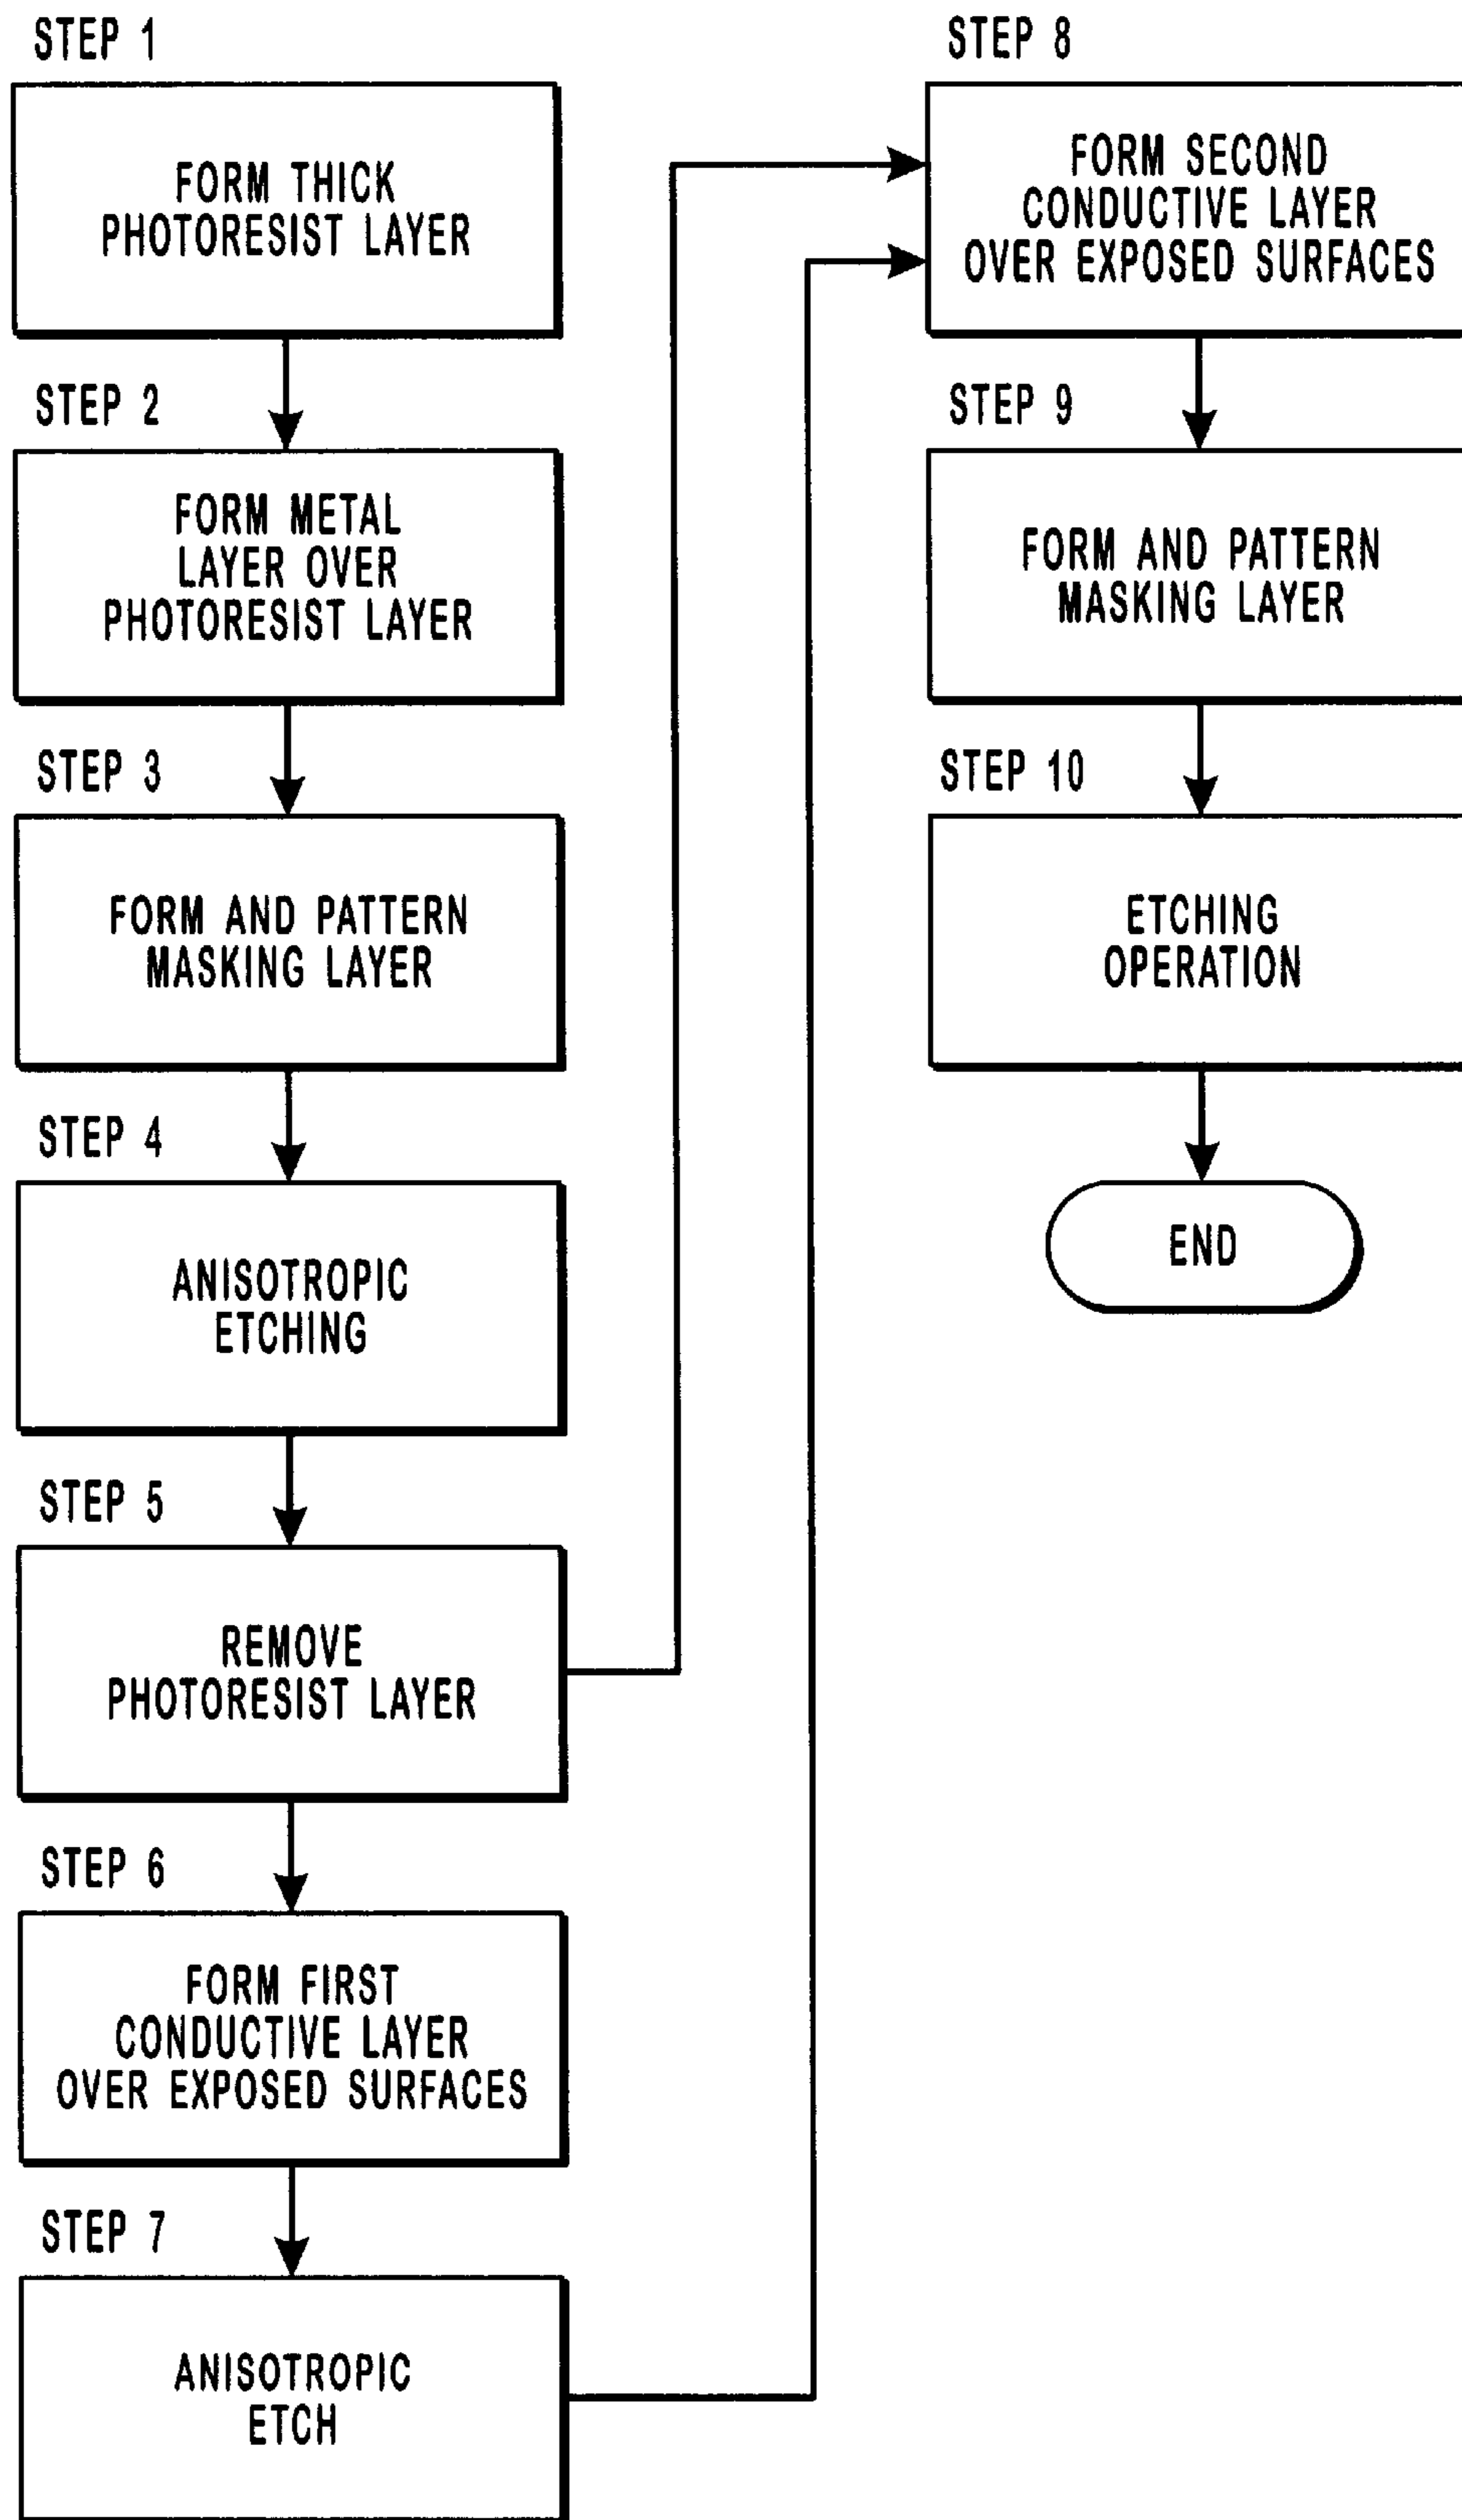 STEP 1
FORM THICK
PHOTORESIST LAYER
STEP 2
FORM METAL
LAYER OVER
PHOTORESIST LAYER
STEP 3
FORM AND PATTERN
MASKING LAYER
STEP 4
ANISOTROPIC
ETCHING
STEP 5
REMOVE
PHOTORESIST LAYER
STEP 6
FORM FIRST
CONDUCTIVE LAYER
OVER EXPOSED SURFACES
STEP 7
ANISOTROPIC
ETCH
STEP 8
FORM SECOND
CONDUCTIVE LAYER
OVER EXPOSED SURFACES
STEP 9
FORM AND PATTERN
MASKING LAYER
STEP 10
ETCHING
OPERATION
END